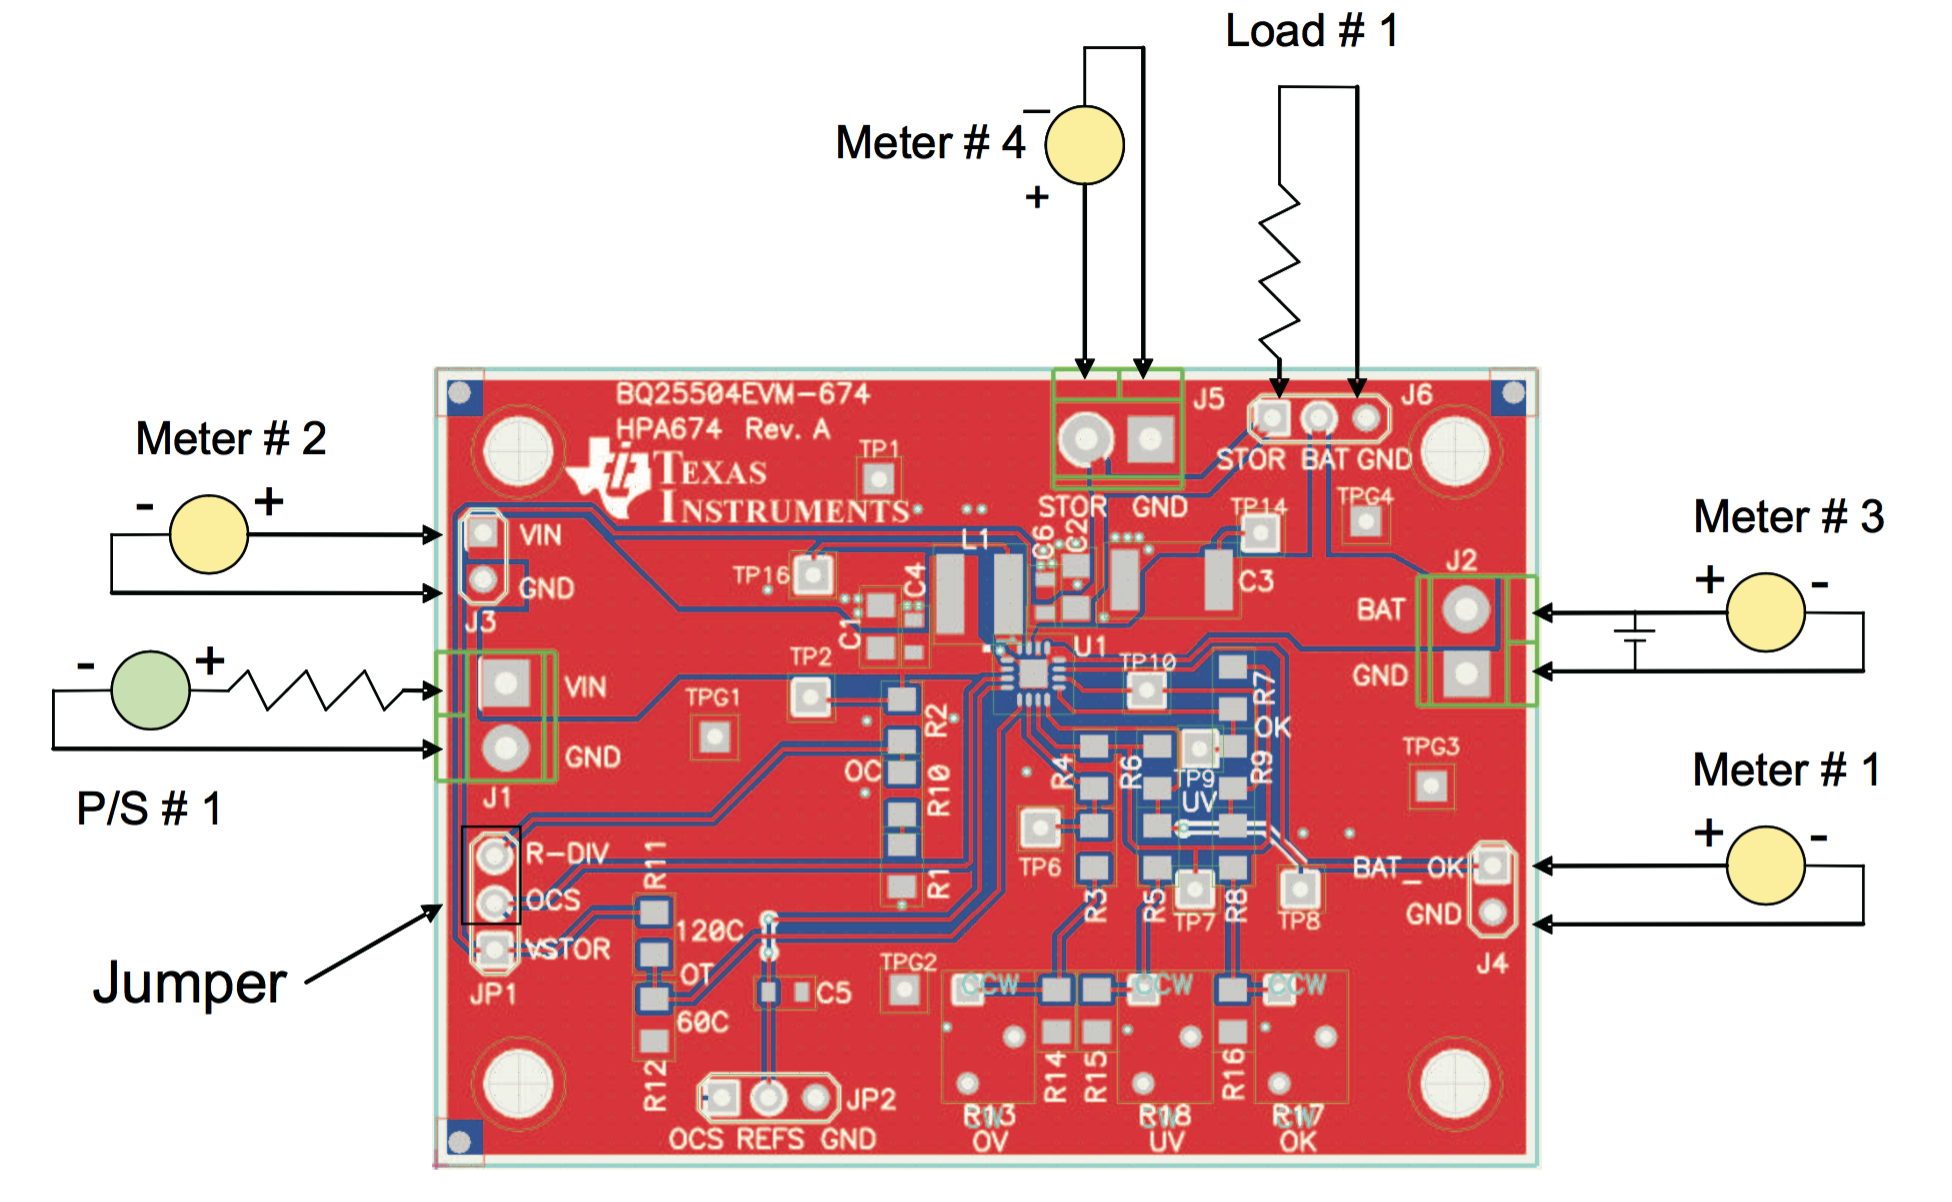 Load # 1
Meter # 4
−
+
BQ25504EVM-674
HPA674 Rev. A
TEXAS
INSTRUMENTS
TP1
J5
J6
STOR BAT GND
STOR GND
TP14
TPG4
Meter # 2
- +
VIN
GND
J3
Meter # 3
+ -
J2
BAT
GND
L1
C6
C2
C3
TP16
C4
C1
U1
TP2
TP10
TPG1
R2
R7
OK
- +
VIN
GND
J1
P/S # 1
OC
R10
R4
R6
TP9
UV
R9
TPG3
Meter # 1
+ -
R-DIV
OCS
VSTOR
JP1
Jumper
R11
R1
TP6
R3
R5
TP7
R8
TP8
BAT_OK
GND
J4
120C
OT
60C
R12
C5
TPG2
CCW
CCW
CCW
R14
R15
R16
JP2
OCS REFS GND
R13
CW
OV
R18
CW
UV
R17
CW
OK